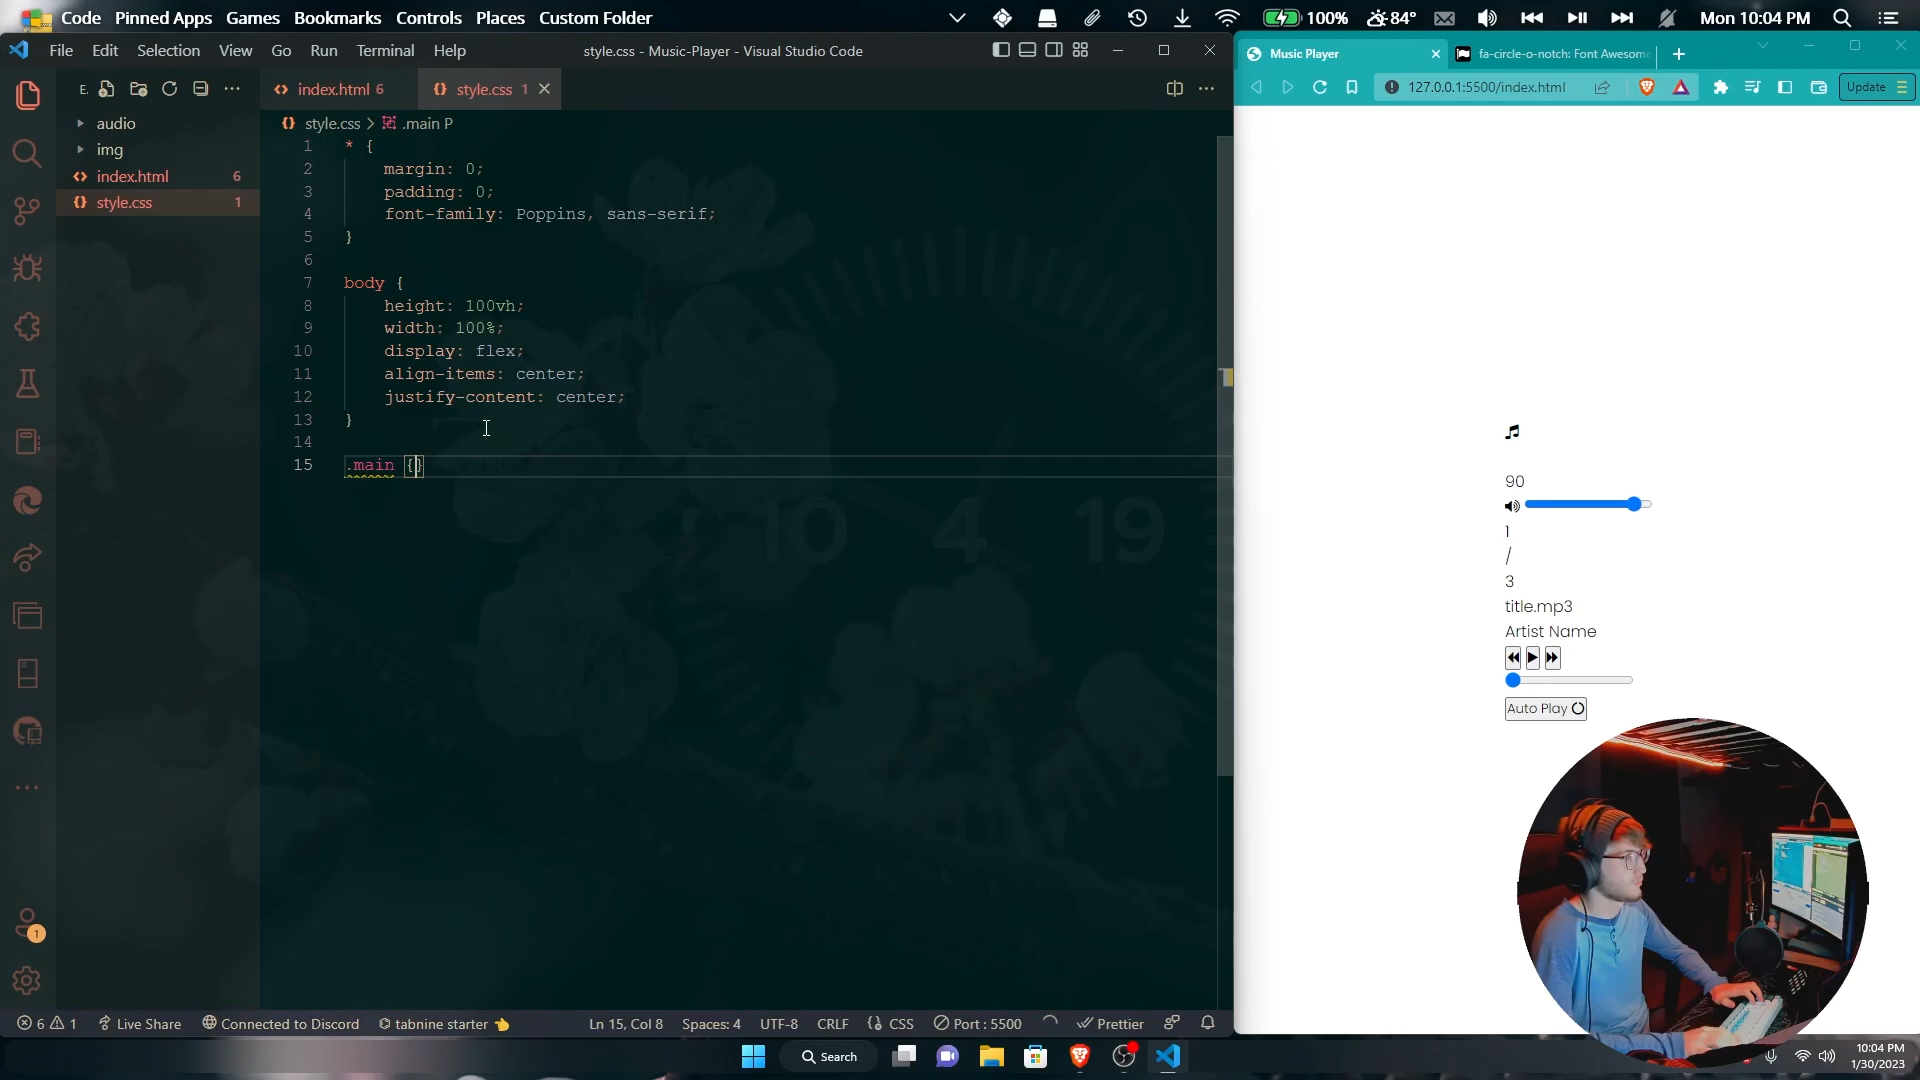 Code Pinned Apps Games Bookmarks Controls Places Custom Folder 100% 84° Mon 10:04 PM
File Edit Selection View Go Run Terminal Help style.css - Music-Player - Visual Studio Code
Music Player fa-circle-o-notch: Font Awesome
E. index.html 6 style.css 1
127.0.0.1:5500/index.html Update
audio
img
index.html 6
style.css 1
style.css > .main P
1 * {
2 margin: 0;
3 padding: 0;
4 font-family: Poppins, sans-serif;
5 }
6
7 body {
8 height: 100vh;
9 width: 100%;
10 display: flex;
11 align-items: center;
12 justify-content: center;
13 }
14
15 .main {}
10 4 19
90
1
/
3
title.mp3
Artist Name
Auto Play
1
6 1 Live Share Connected to Discord tabnine starter Ln 15, Col 8 Spaces: 4 UTF-8 CRLF CSS Port : 5500 Prettier
Search
10:04 PM
1/30/2023